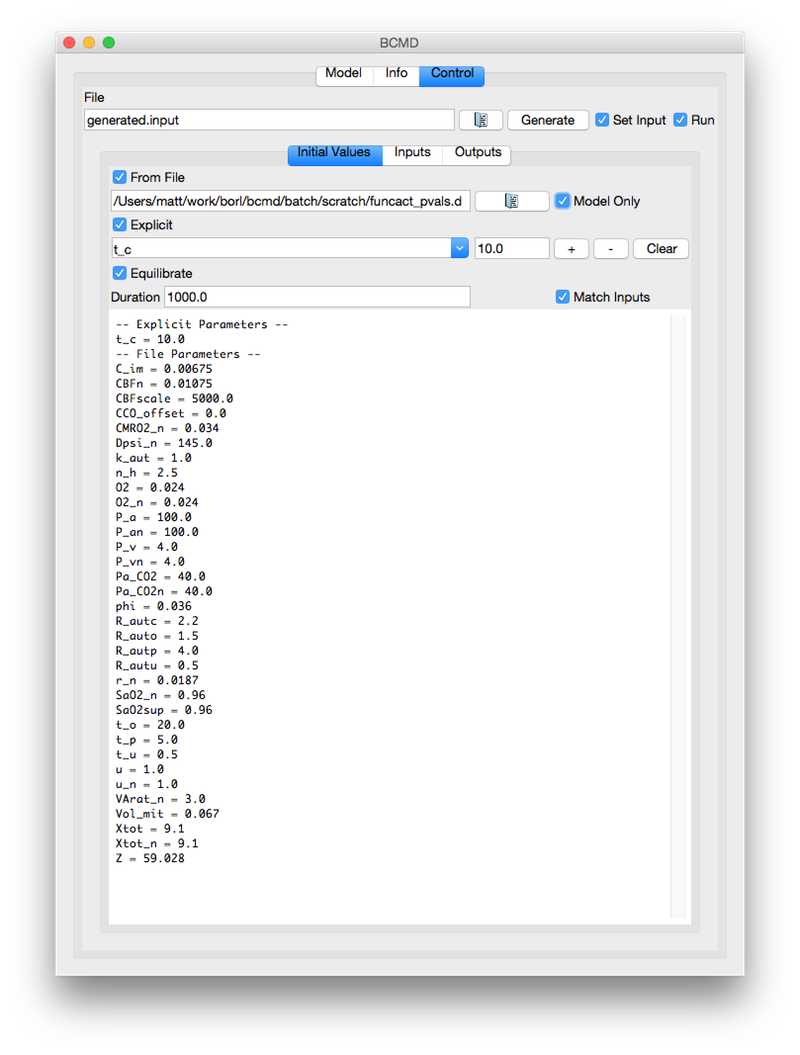 BCMD
Model Info Control
File
generated.input Generate Set Input Run
Initial Values Inputs Outputs
From File
/Users/matt/work/borl/bcmd/batch/scratch/funcact_pvals.d Model Only
Explicit
t_c 10.0 + - Clear
Equilibrate
Duration 1000.0 Match Inputs
-- Explicit Parameters --
t_c = 10.0
-- File Parameters --
C_im = 0.00675
CBFn = 0.01075
CBFscale = 5000.0
CCO_offset = 0.0
CMRO2_n = 0.034
Dpsi_n = 145.0
k_aut = 1.0
n_h = 2.5
O2 = 0.024
O2_n = 0.024
P_a = 100.0
P_an = 100.0
P_v = 4.0
P_vn = 4.0
Pa_CO2 = 40.0
Pa_CO2n = 40.0
phi = 0.036
R_autc = 2.2
R_auto = 1.5
R_autp = 4.0
R_autu = 0.5
r_n = 0.0187
SaO2_n = 0.96
SaO2sup = 0.96
t_o = 20.0
t_p = 5.0
t_u = 0.5
u = 1.0
u_n = 1.0
VArat_n = 3.0
Vol_mit = 0.067
Xtot = 9.1
Xtot_n = 9.1
Z = 59.028